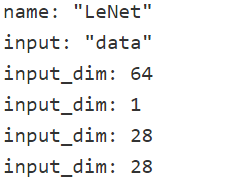 name: "LeNet"
input: "data"
input_dim: 64
input_dim: 1
input_dim: 28
input_dim: 28